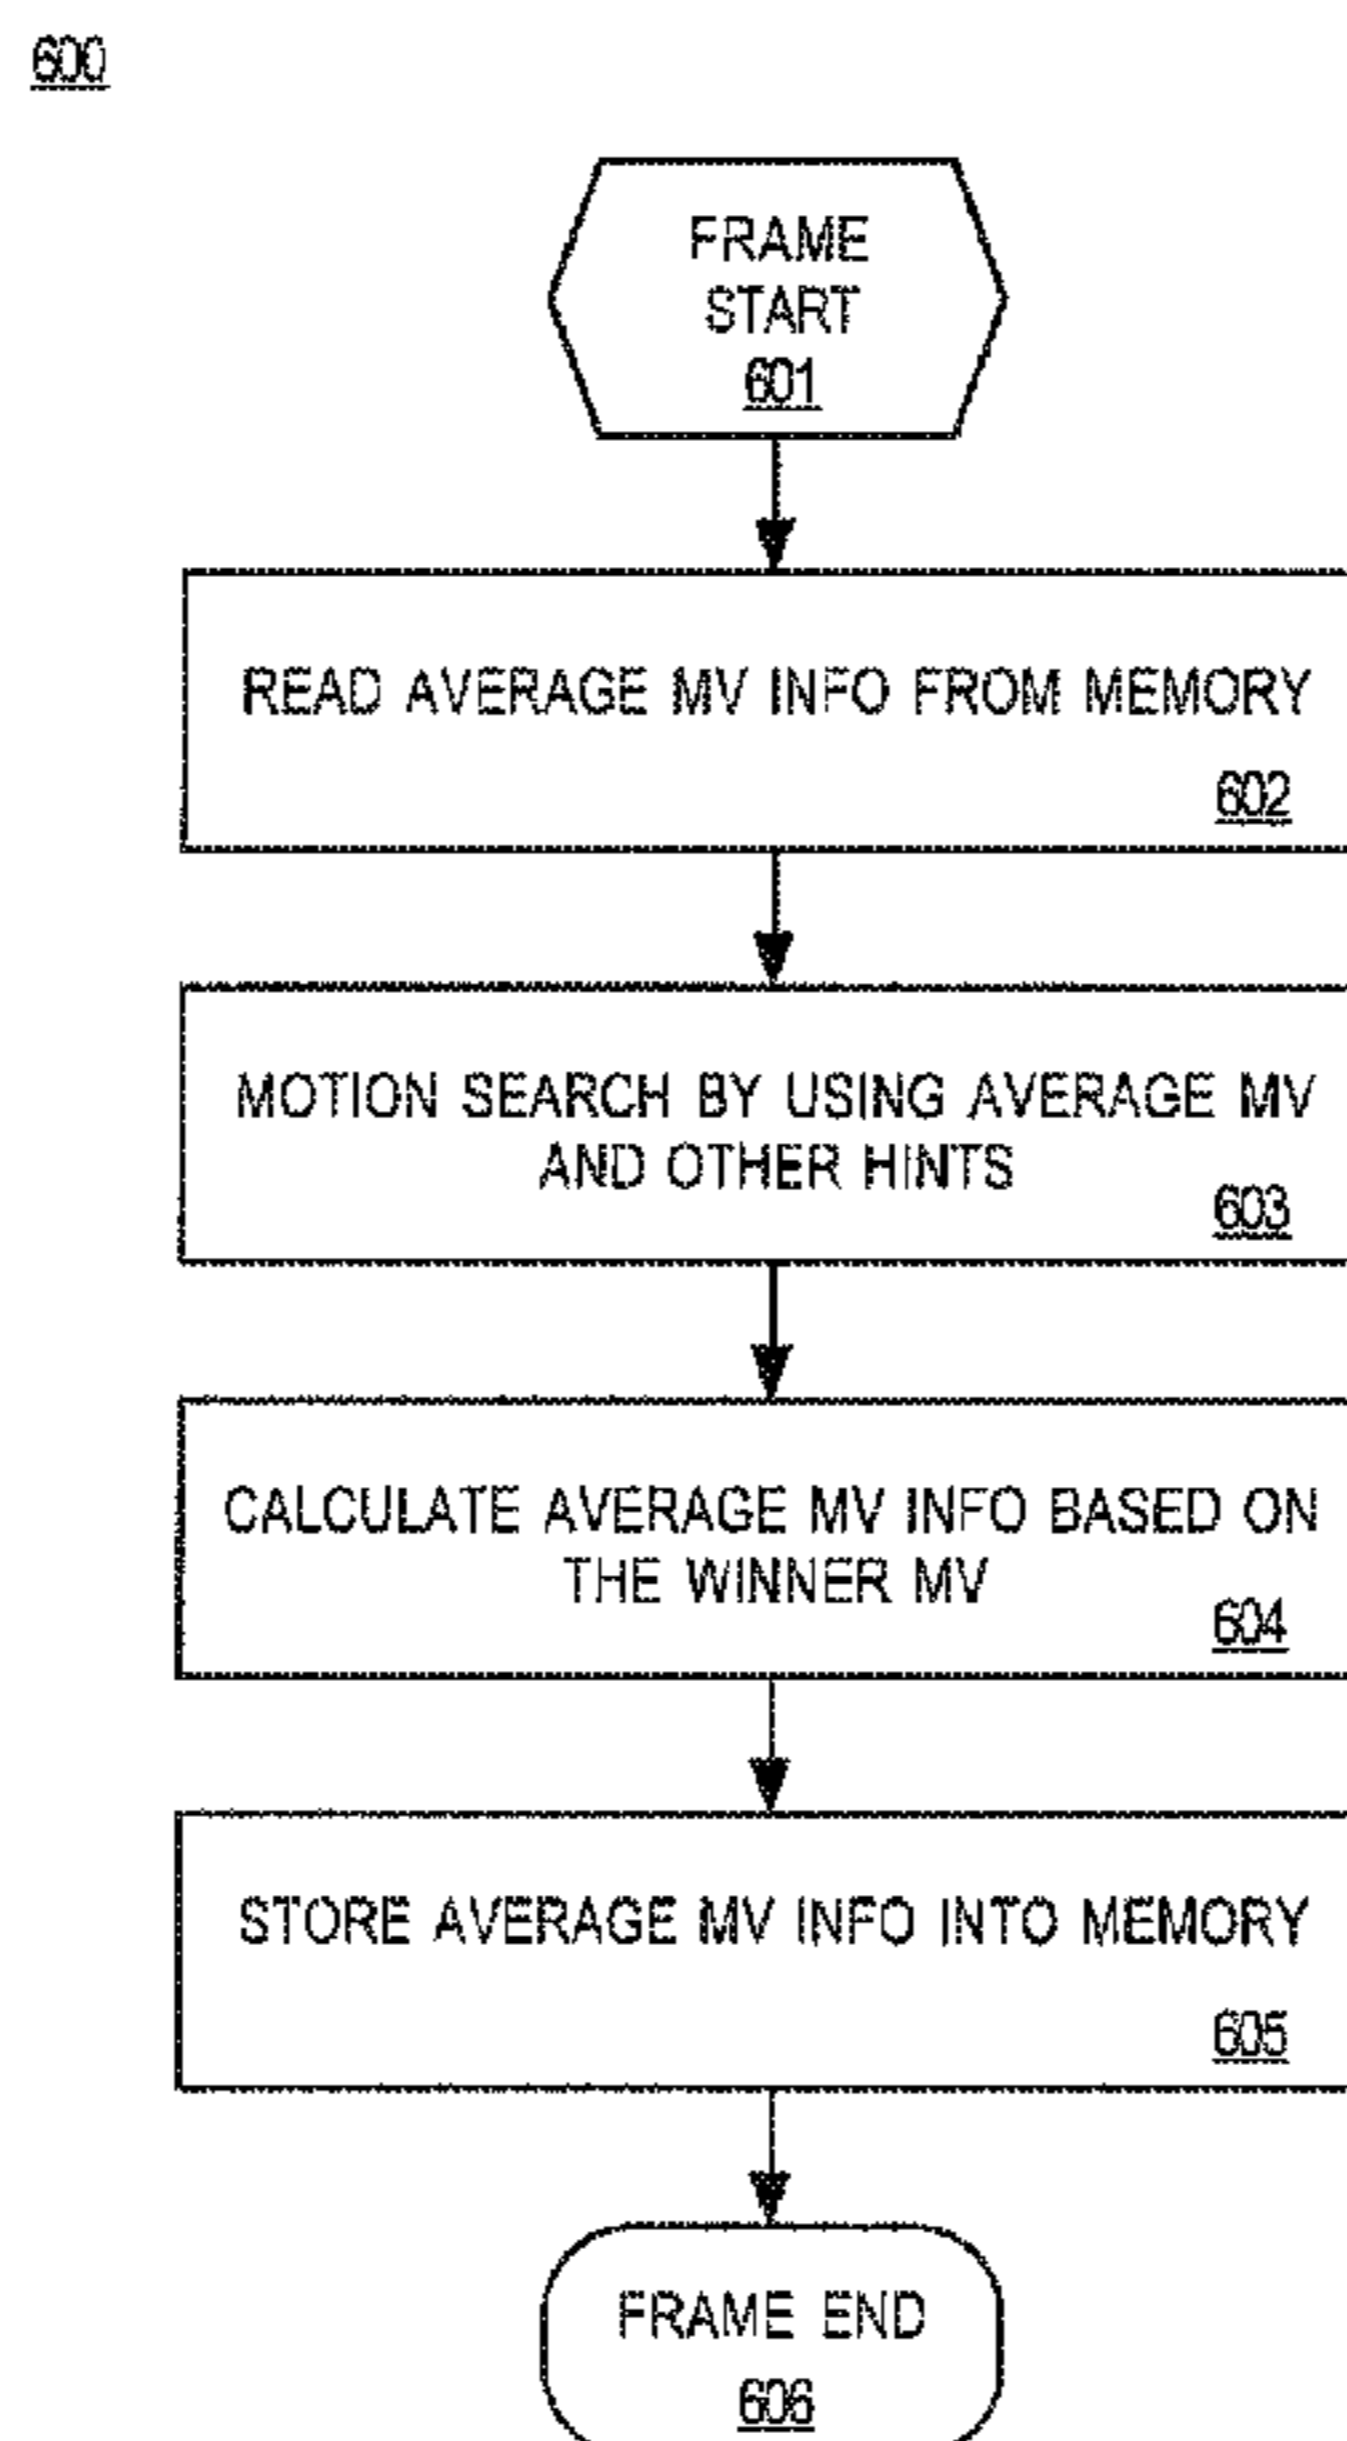 600
FRAME
START
601
READ AVERAGE MV INFO FROM MEMORY
602
MOTION SEARCH BY USING AVERAGE MV
AND OTHER HINTS
603
CALCULATE AVERAGE MV INFO BASED ON
THE WINNER MV
604
STORE AVERAGE MV INFO INTO MEMORY
605
FRAME END
606